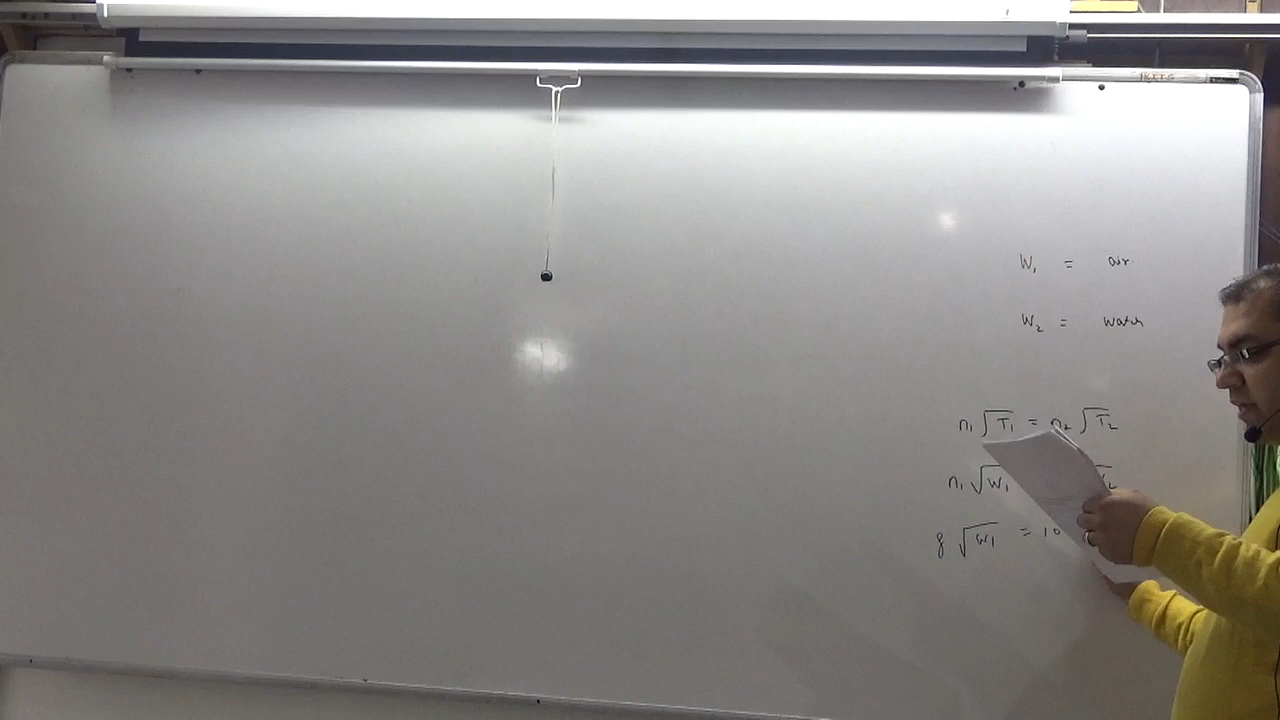 W₁ = air
W₂ = water
n₁ √T₁ = n₂ √T₂
n₁ √W₁
8 √W₁ = 10